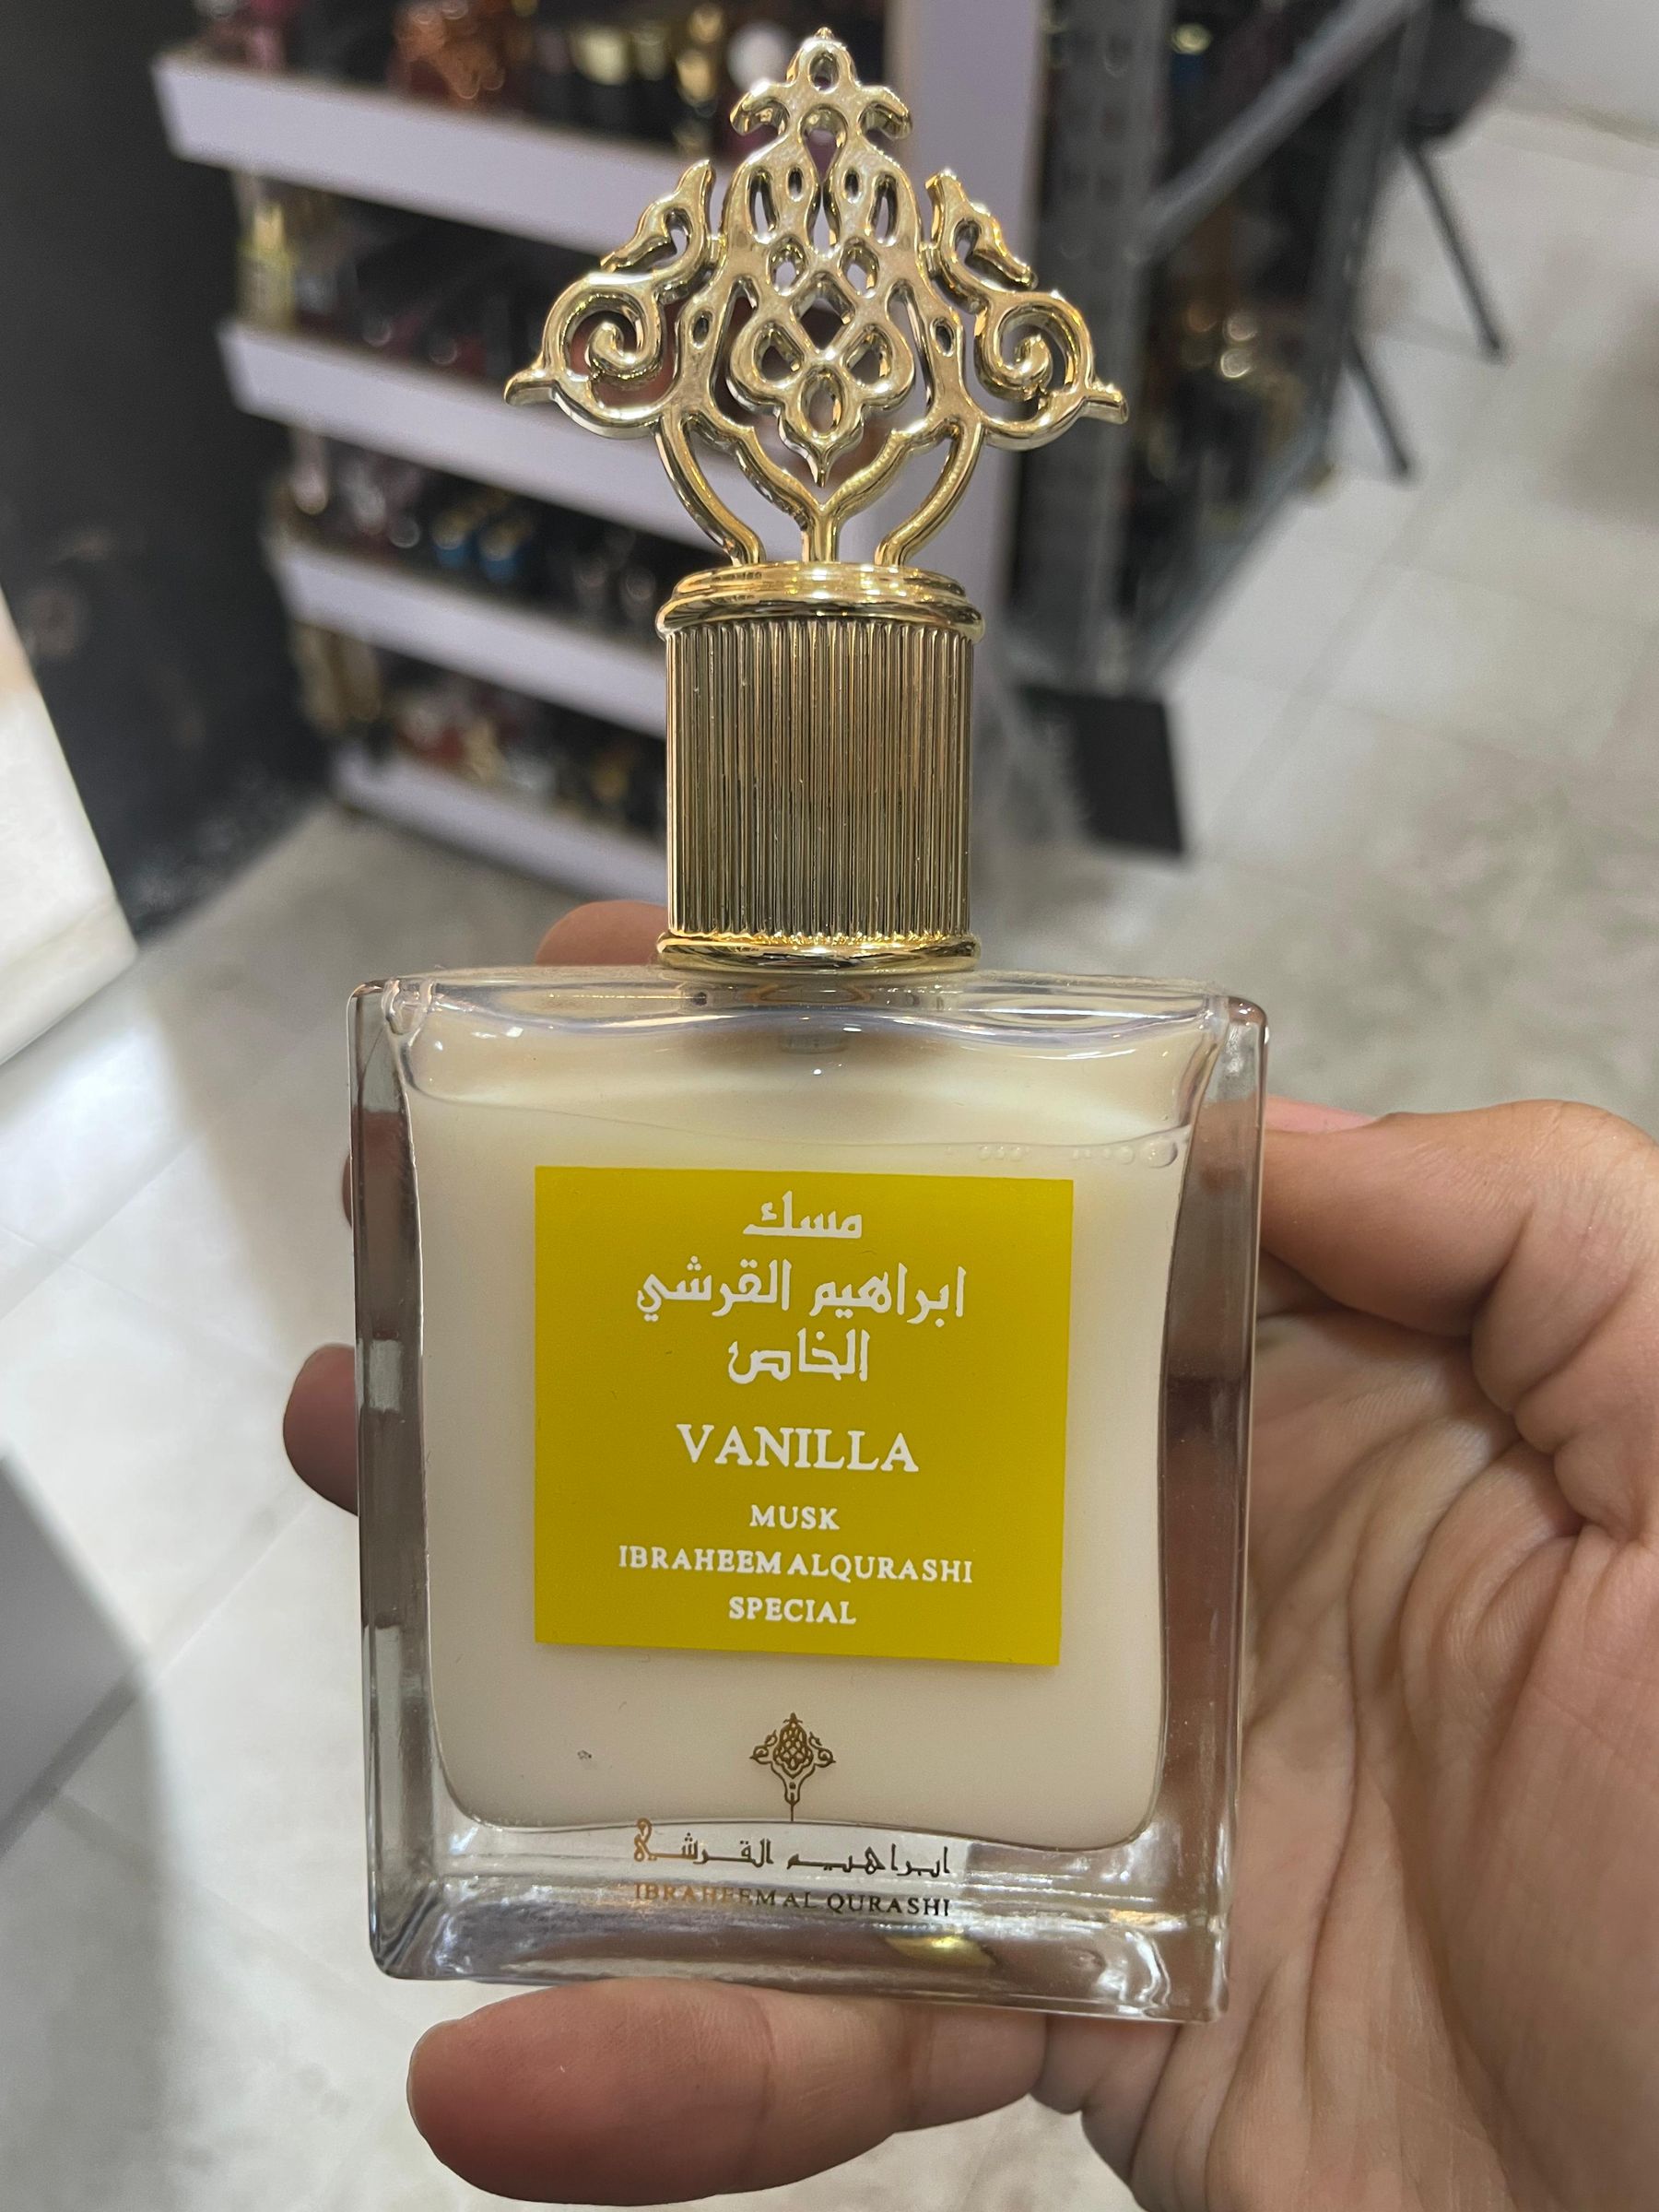 مسك
ابراهيم القرشي
الخاص
VANILLA
MUSK
IBRAHEEM ALQURASHI
SPECIAL
ابراهيم القرشي
IBRAHEEM AL QURASHI